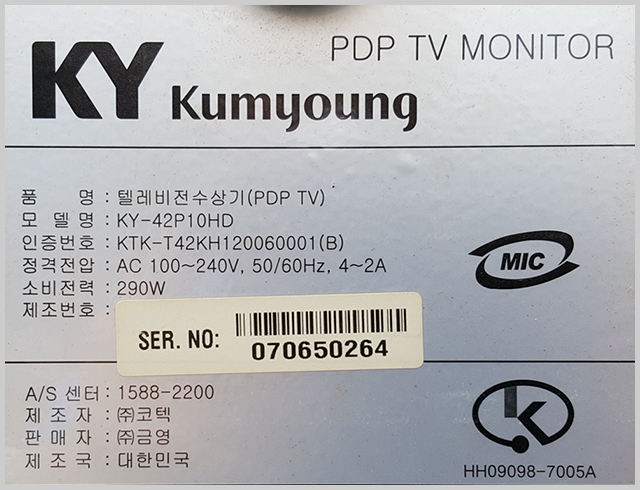 KY Kumyoung
PDP TV MONITOR
품 명 : 텔레비전수상기(PDP TV)
모 델 명 : KY-42P10HD
인증번호 : KTK-T42KH120060001(B)
정격전압 : AC 100~240V, 50/60Hz, 4~2A
소비전력 : 290W
제조번호 :
SER. NO: 070650264
MIC
A/S 센터 : 1588-2200
제 조 자 : ㈜코텍
판 매 자 : ㈜금영
제 조 국 : 대한민국
HH09098-7005A